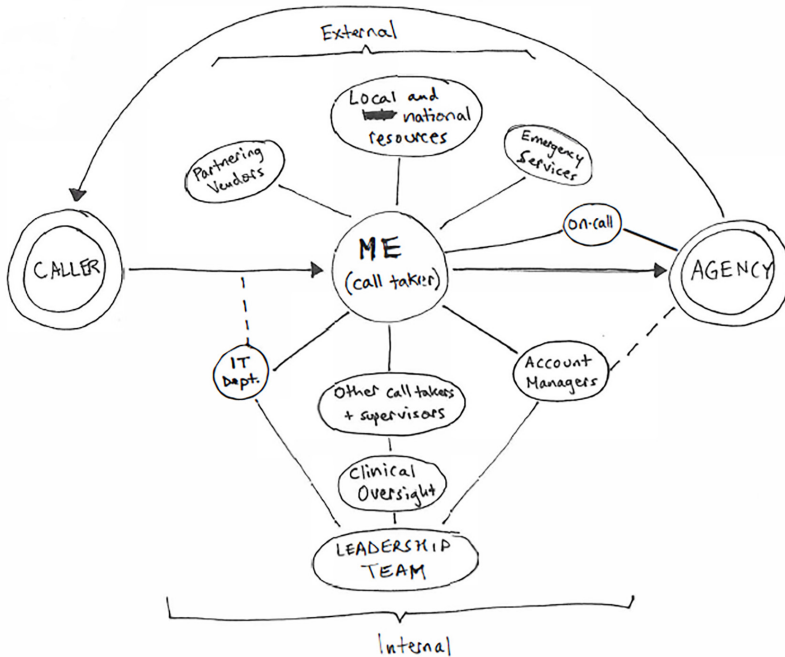 External
Local and
national
resources
Partnering
Vendors
Emergency
Services
on-call
CALLER
ME
(call taker)
AGENCY
IT
Dept.
Other call takers
+ supervisors
Account
Managers
Clinical
Oversight
LEADERSHIP
TEAM
Internal